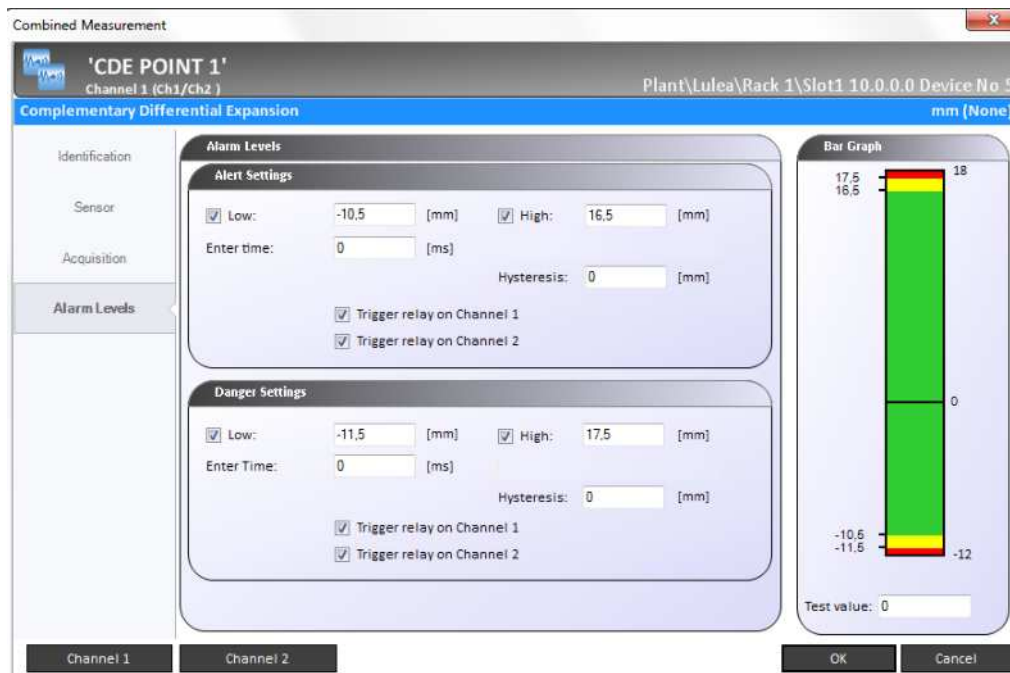 Combined Measurement
x
'CDE POINT 1'
Channel 1 (Ch1/Ch2 )
Plant\Lulea\Rack 1\Slot1 10.0.0.0 Device No 5
Complementary Differential Expansion
mm (None)
Identification
Sensor
Acquisition
Alarm Levels
Alarm Levels
Alert Settings
Low: -10,5 [mm] High: 16,5 [mm]
Enter time: 0 [ms]
Hysteresis: 0 [mm]
Trigger relay on Channel 1
Trigger relay on Channel 2
Danger Settings
Low: -11,5 [mm] High: 17,5 [mm]
Enter Time: 0 [ms]
Hysteresis: 0 [mm]
Trigger relay on Channel 1
Trigger relay on Channel 2
Bar Graph
18
17,5
16,5
0
-10,5
-11,5
-12
Test value: 0
Channel 1
Channel 2
OK
Cancel